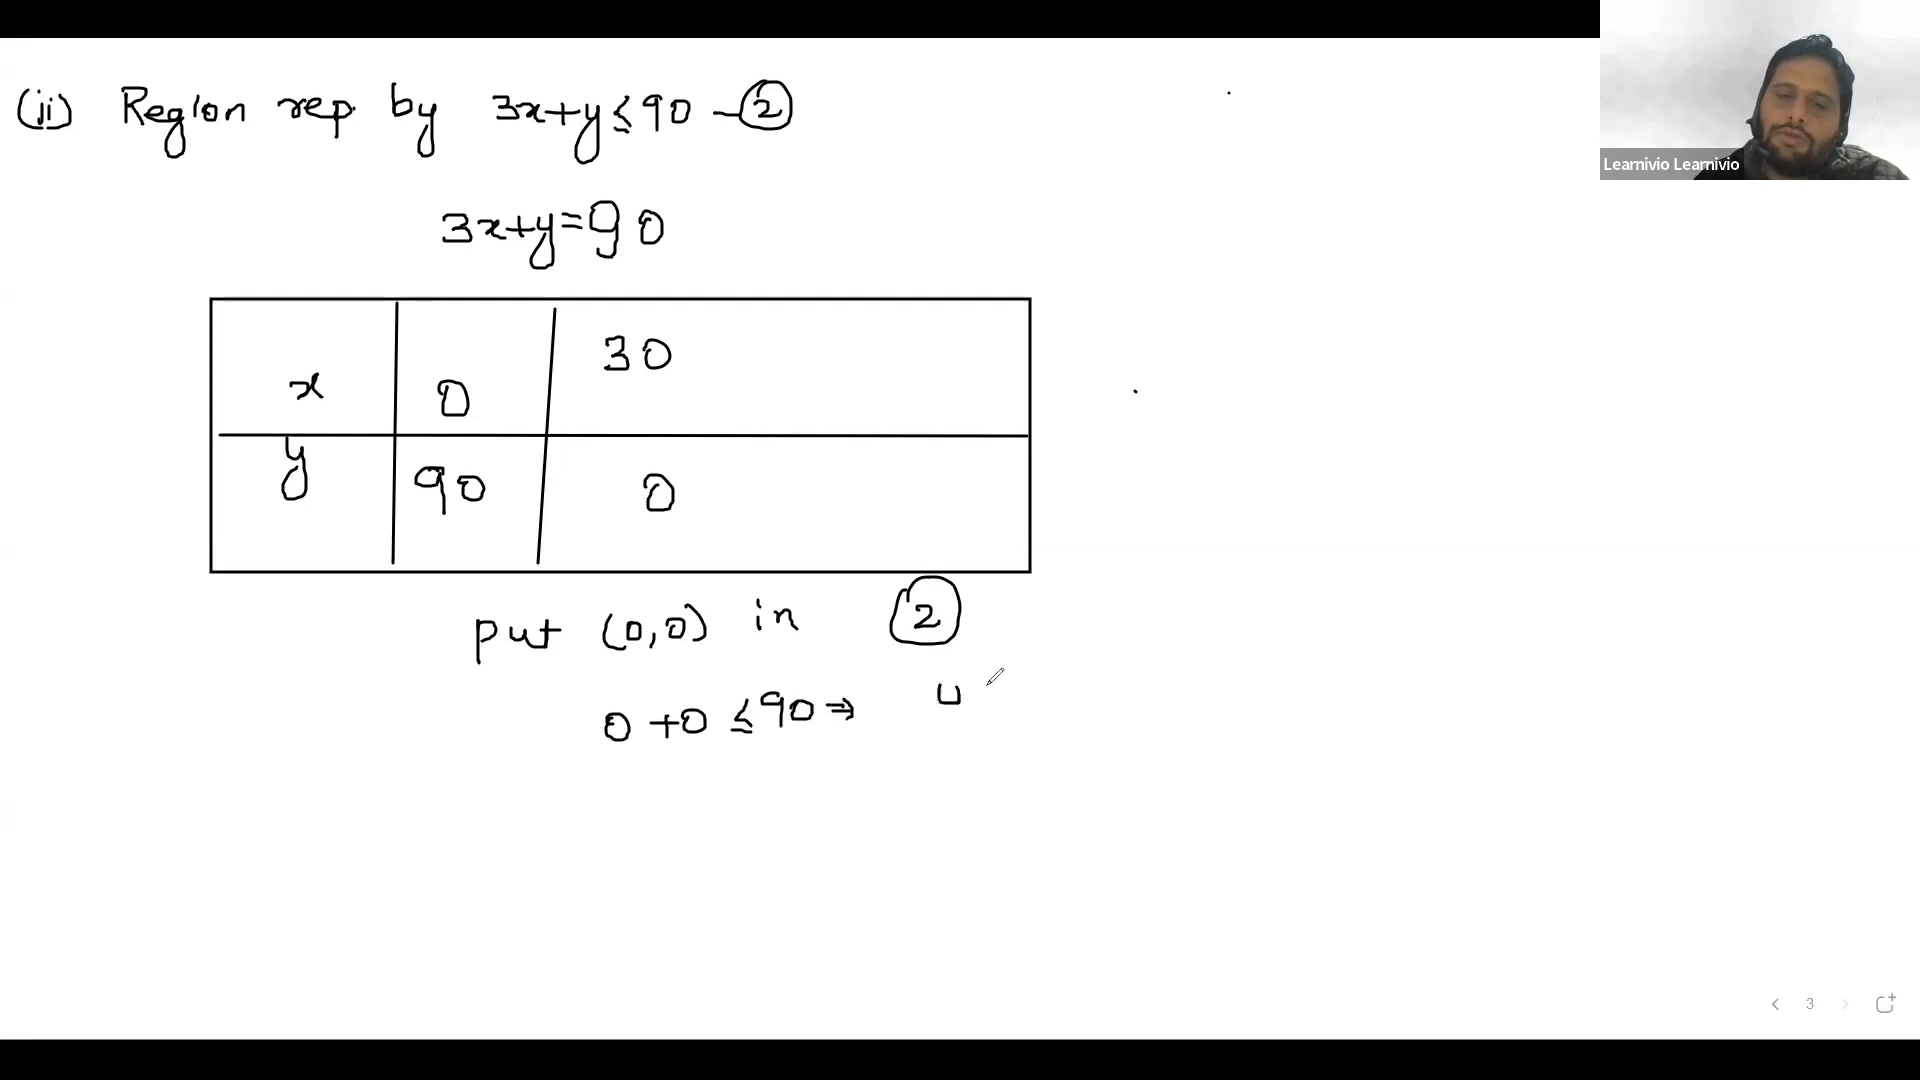 (ii) Region rep by 3x+y≤90 —②
3x+y=90
x 0 30
y 90 0
put (0,0) in ②
0+0≤90⇒
Learnivio Learnivio
3